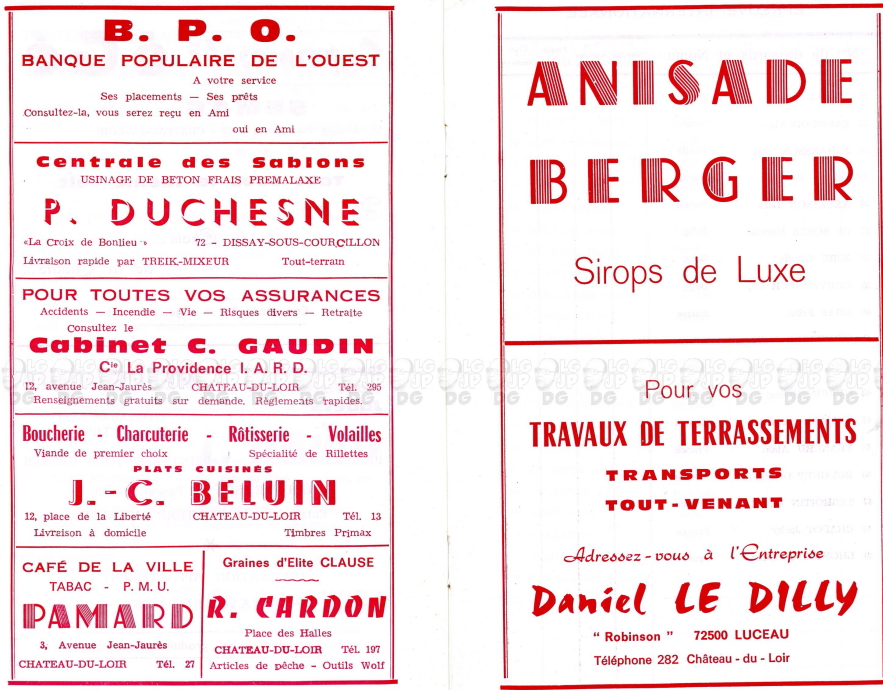 B. P. O.
BANQUE POPULAIRE DE L'OUEST
A votre service
Ses placements — Ses prêts
Consultez-la, vous serez reçu en Ami
oui en Ami
Centrale des Sablons
USINAGE DE BETON FRAIS PREMALAXE
P. DUCHESNE
«La Croix de Bonlieu » 72 - DISSAY-SOUS-COURCILLON
Livraison rapide par TREIK-MIXEUR Tout-terrain
POUR TOUTES VOS ASSURANCES
Accidents — Incendie — Vie — Risques divers — Retraite
Consultez le
Cabinet C. GAUDIN
Cie La Providence I. A. R. D.
12, avenue Jean-Jaurès CHATEAU-DU-LOIR Tél. 295
Renseignements gratuits sur demande. Règlements rapides.
Boucherie - Charcuterie - Rôtisserie - Volailles
Viande de premier choix Spécialité de Rillettes
PLATS CUISINÉS
J.-C. BELUIN
12, place de la Liberté CHATEAU-DU-LOIR Tél. 13
Livraison à domicile Timbres Primax
CAFÉ DE LA VILLE
TABAC - P. M. U.
PAMARD
3, Avenue Jean-Jaurès
CHATEAU-DU-LOIR Tél. 27
Graines d'Elite CLAUSE
R. CARDON
Place des Halles
CHATEAU-DU-LOIR Tél. 197
Articles de pêche - Outils Wolf
ANISADE
BERGER
Sirops de Luxe
Pour vos
TRAVAUX DE TERRASSEMENTS
TRANSPORTS
TOUT-VENANT
Adressez-vous à l'Entreprise
Daniel LE DILLY
" Robinson " 72500 LUCEAU
Téléphone 282 Château - du - Loir